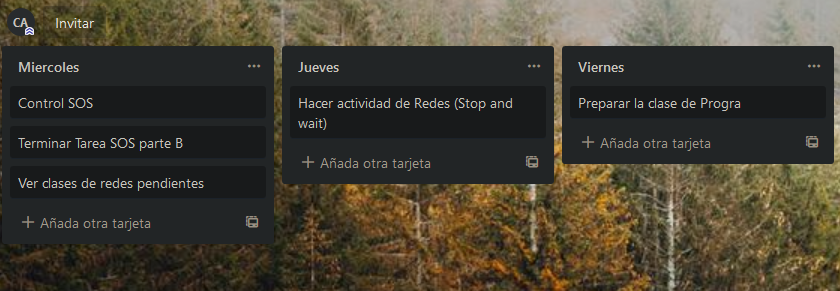 CA
Invitar
Miercoles
Control SOS
Terminar Tarea SOS parte B
Ver clases de redes pendientes
Añada otra tarjeta
Jueves
Hacer actividad de Redes (Stop and
wait)
Añada otra tarjeta
Viernes
Preparar la clase de Progra
Añada otra tarjeta